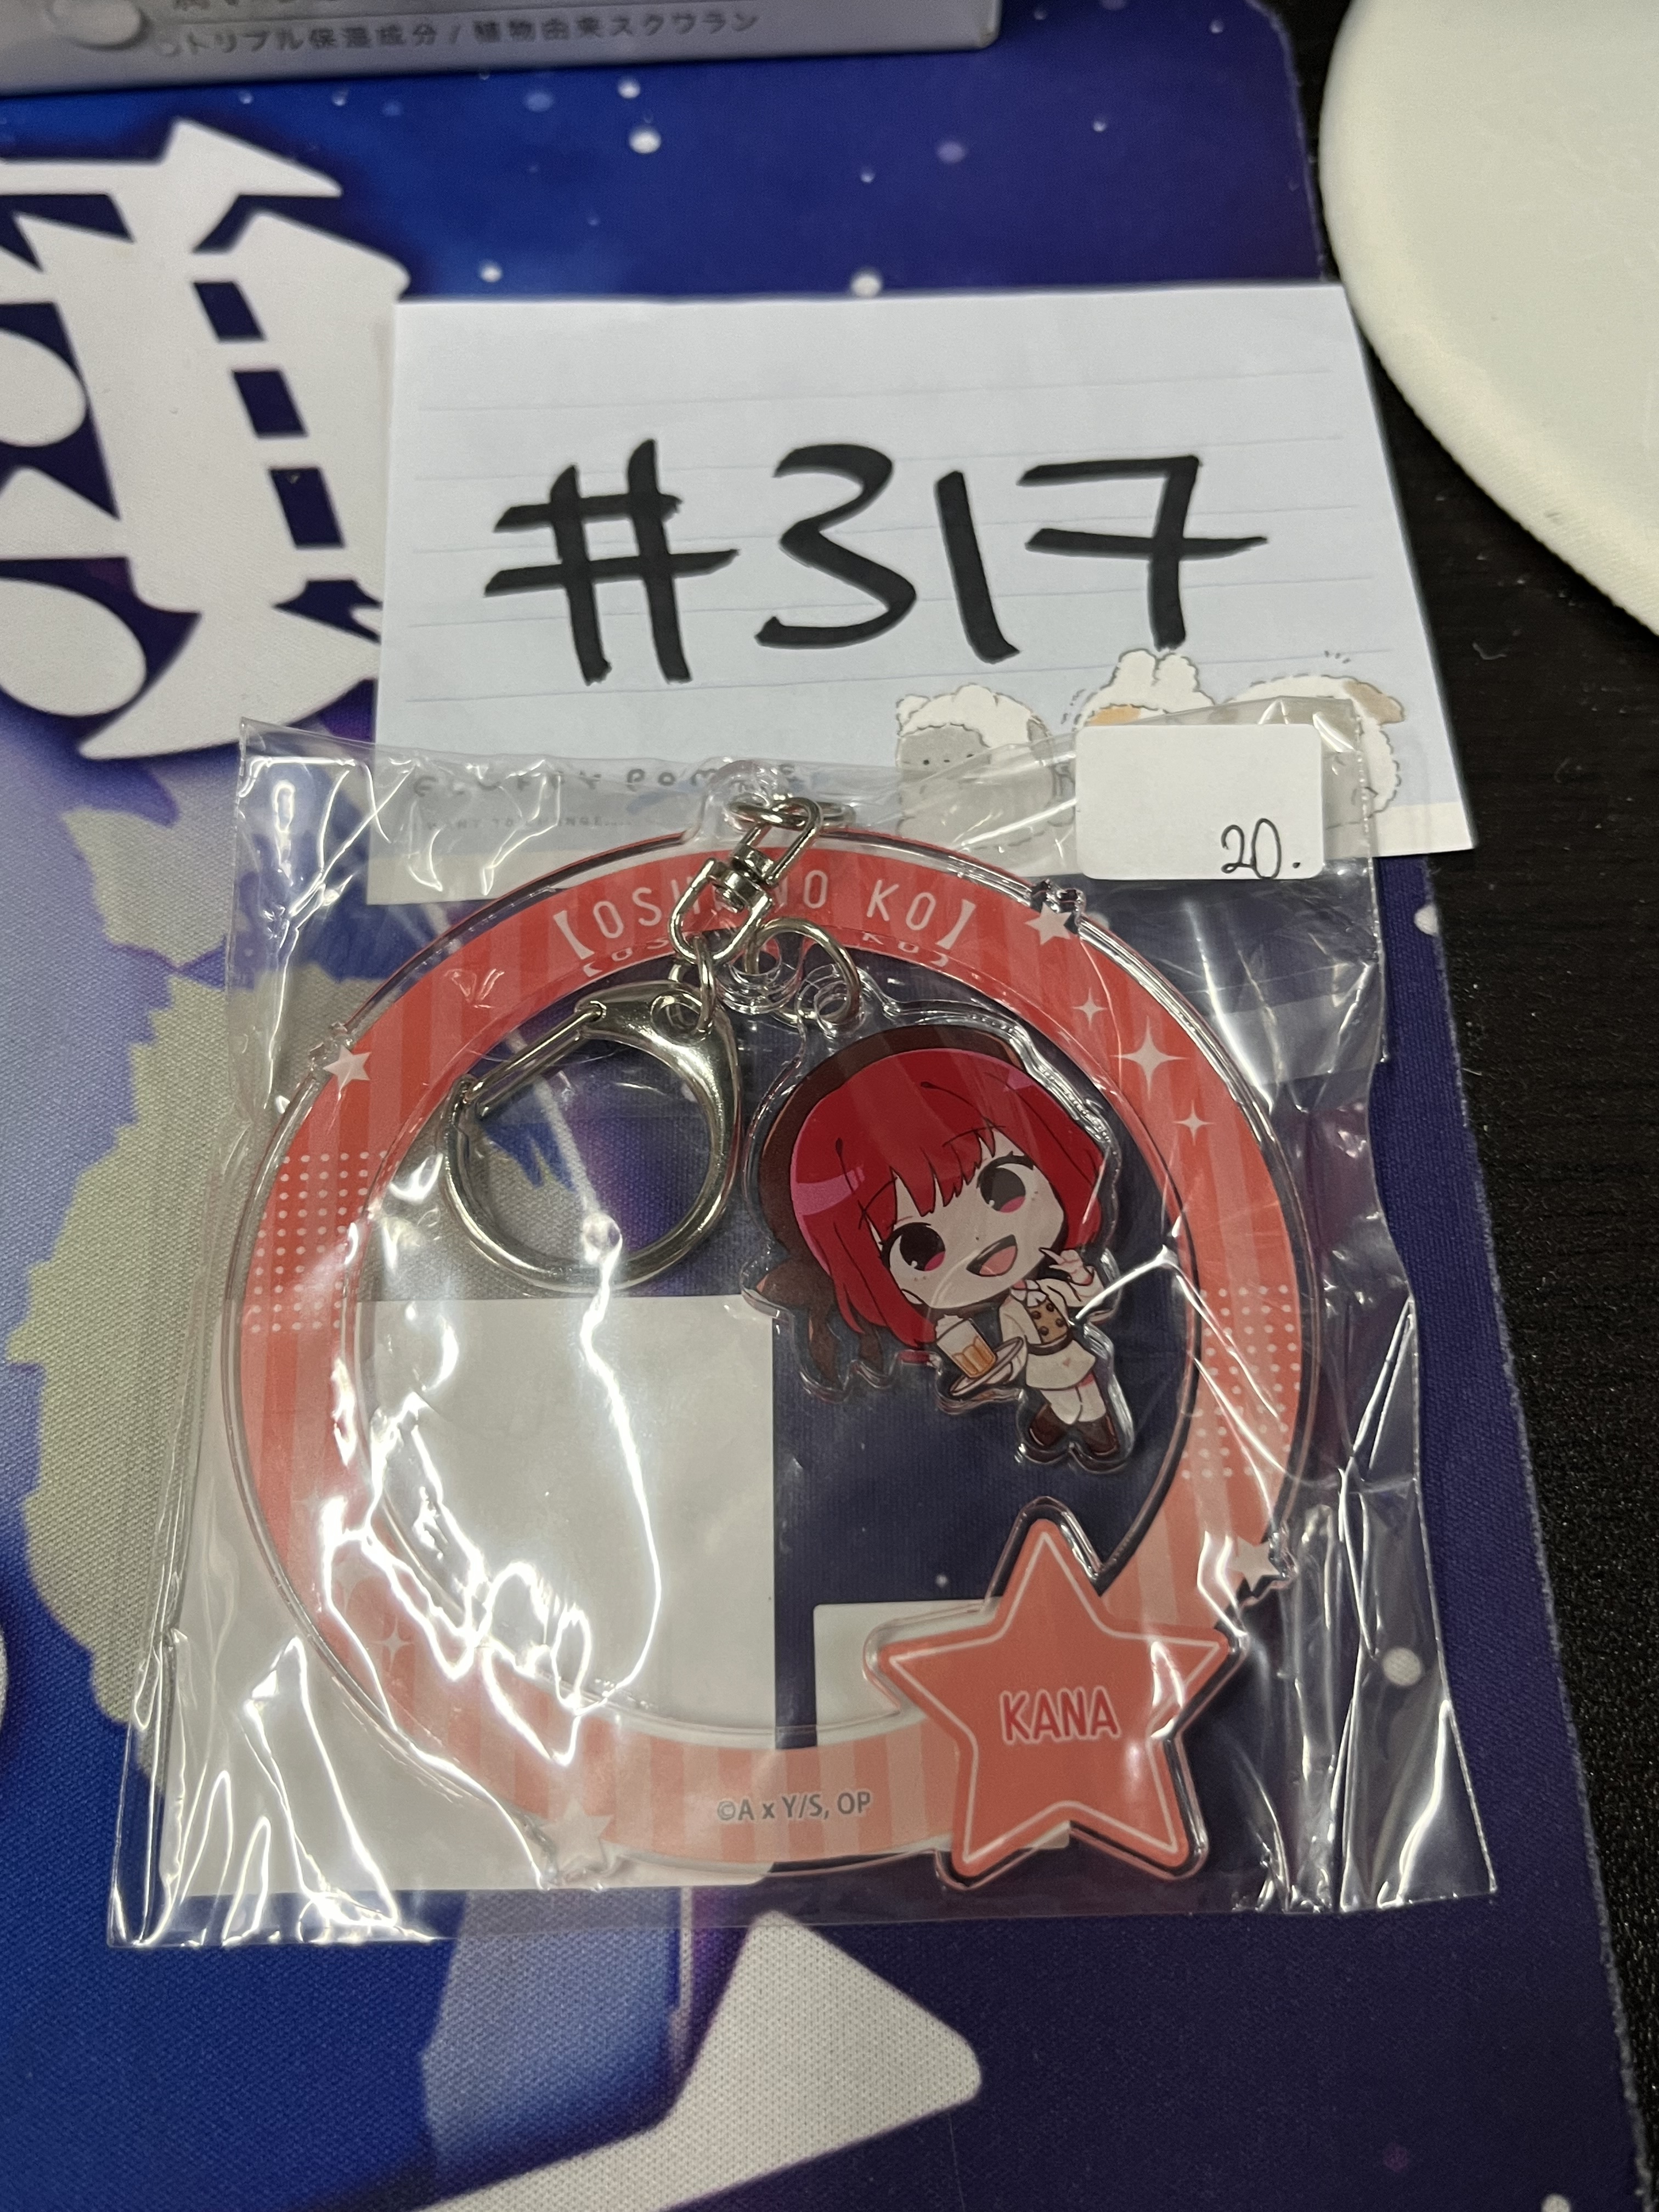 トリプル保湿成分 / 植物由来スクワラン
#317
20.
【OSHI NO KO】
KANA
©A x Y/S, OP